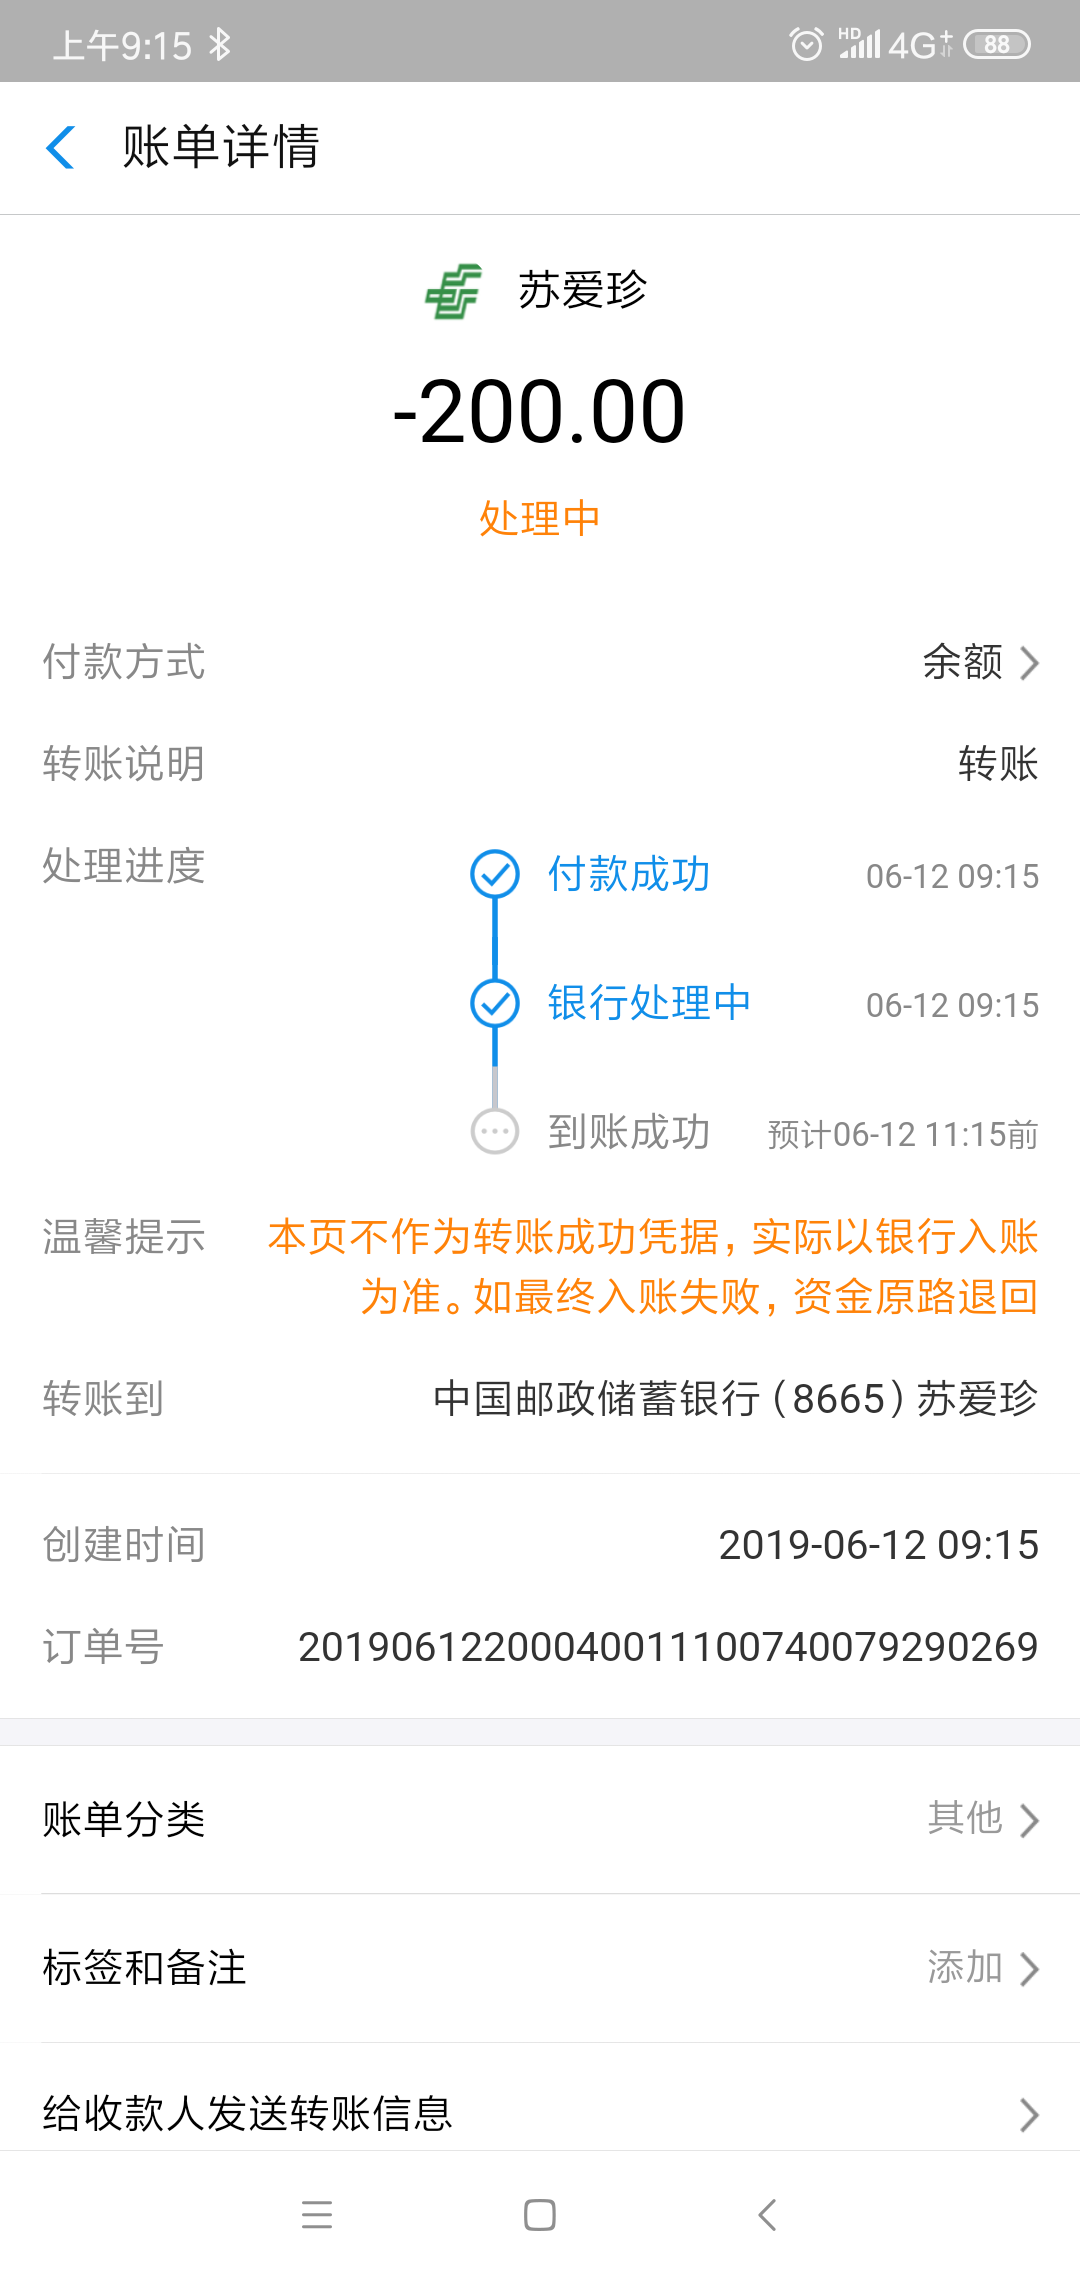 上午9:15 HD 4G+ 88
账单详情
苏爱珍
-200.00
处理中
付款方式 余额
转账说明 转账
处理进度 付款成功 06-12 09:15
银行处理中 06-12 09:15
到账成功 预计06-12 11:15前
温馨提示 本页不作为转账成功凭据，实际以银行入账
为准。如最终入账失败，资金原路退回
转账到 中国邮政储蓄银行（8665）苏爱珍
创建时间 2019-06-12 09:15
订单号 20190612200040011100740079290269
账单分类 其他
标签和备注 添加
给收款人发送转账信息